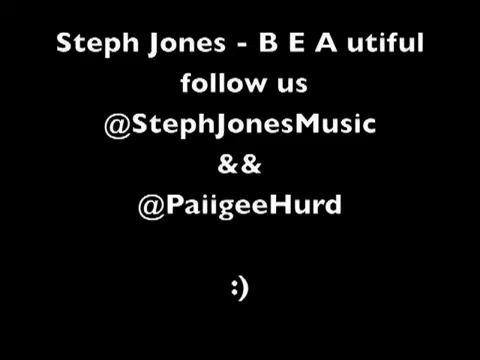 Steph Jones - B E A utiful
follow us
@StephJonesMusic
&&
@PaiigeeHurd
:)